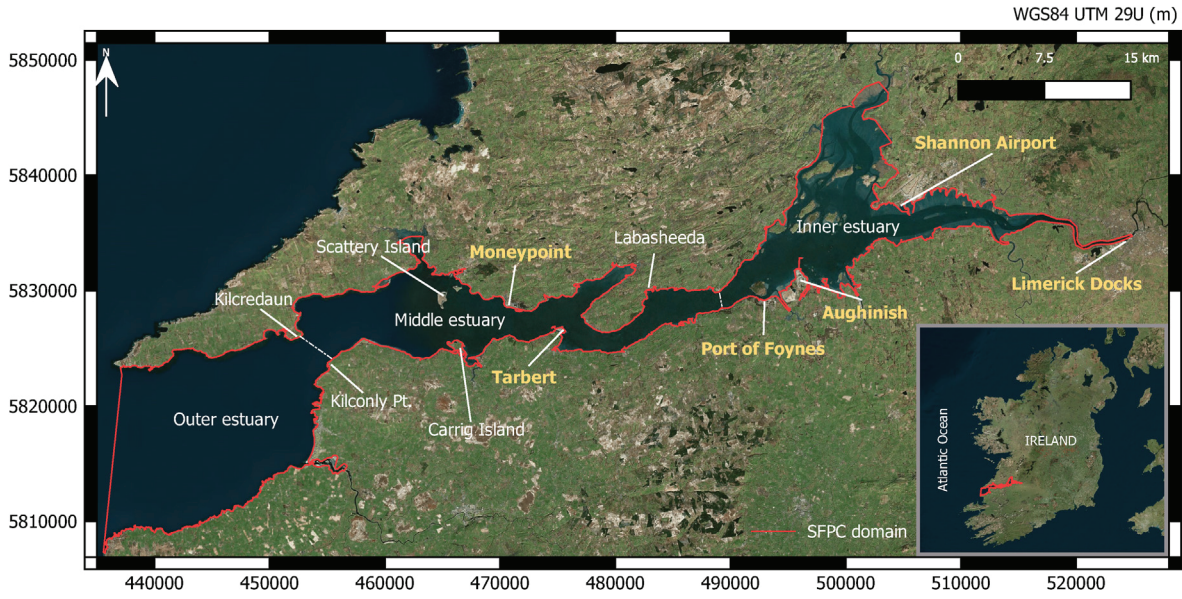 WGS84 UTM 29U (m)
5850000
5840000
5830000
5820000
5810000
N
0 7.5 15 km
Shannon Airport
Inner estuary
Labasheeda
Scattery Island
Moneypoint
Kilcredaun
Middle estuary
Limerick Docks
Aughinish
Port of Foynes
Tarbert
Kilconly Pt.
Outer estuary
Carrig Island
SFPC domain
Atlantic Ocean
IRELAND
440000 450000 460000 470000 480000 490000 500000 510000 520000